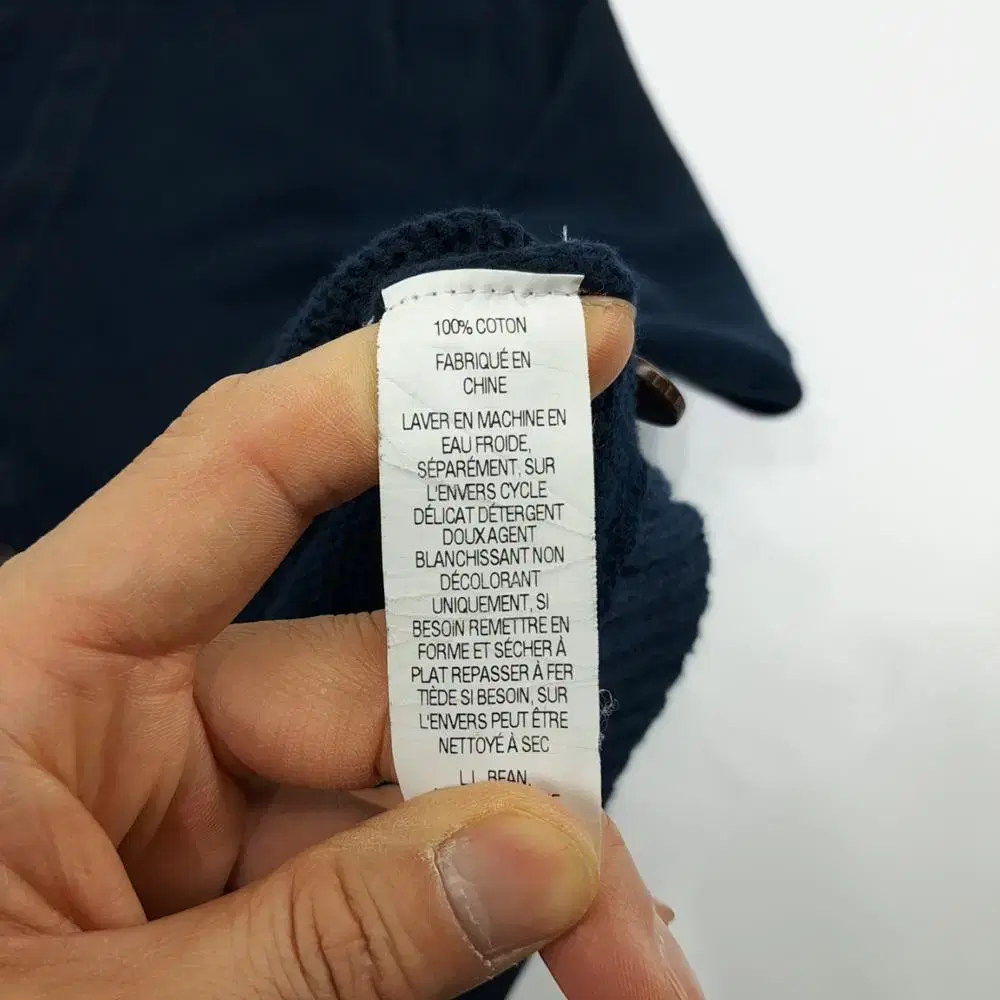 100% COTON
FABRIQUÉ EN
CHINE
LAVER EN MACHINE EN
EAU FROIDE,
SÉPARÉMENT, SUR
L'ENVERS CYCLE
DÉLICAT DÉTERGENT
DOUX AGENT
BLANCHISSANT NON
DÉCOLORANT
UNIQUEMENT, SI
BESOIN REMETTRE EN
FORME ET SÉCHER À
PLAT REPASSER À FER
TIÈDE SI BESOIN, SUR
L'ENVERS PEUT ÊTRE
NETTOYÉ À SEC
L.L. BEAN,